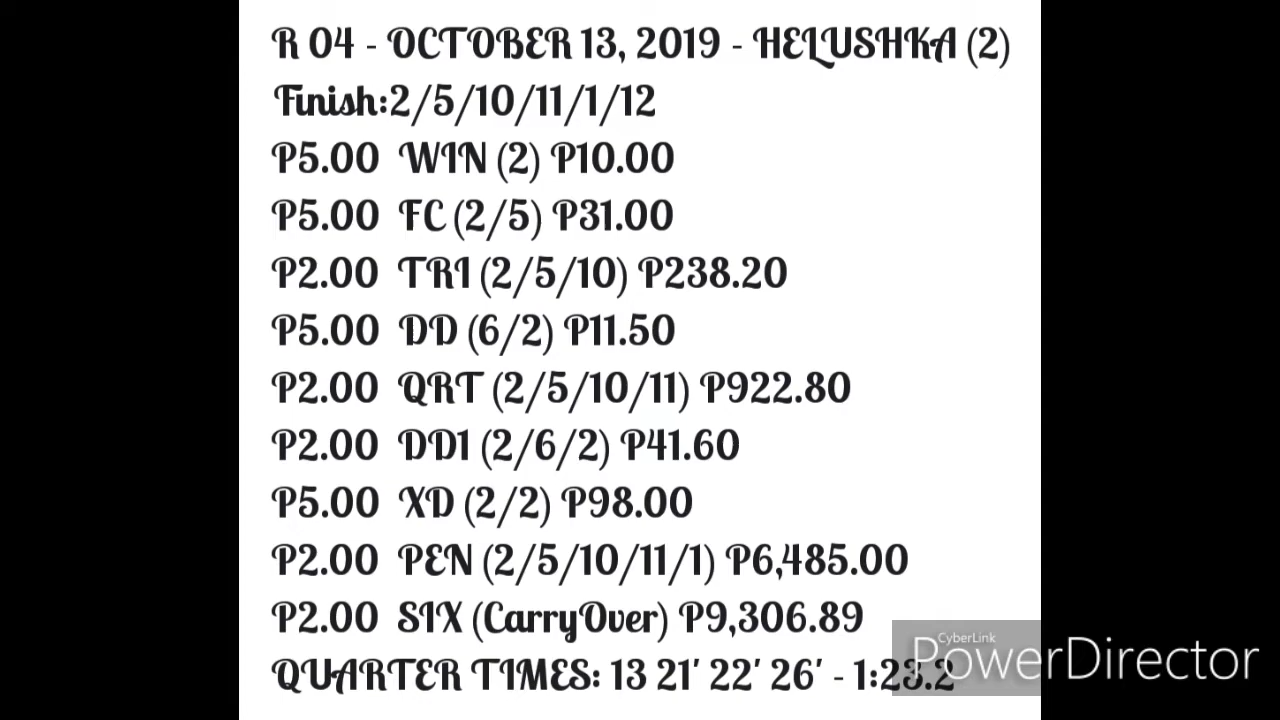 R 04 - OCTOBER 13, 2019 - HELUSHKA (2)
Finish:2/5/10/11/1/12
P5.00 WIN (2) P10.00
P5.00 FC (2/5) P31.00
P2.00 TRI (2/5/10) P238.20
P5.00 DD (6/2) P11.50
P2.00 QRT (2/5/10/11) P922.80
P2.00 DD1 (2/6/2) P41.60
P5.00 XD (2/2) P98.00
P2.00 PEN (2/5/10/11/1) P6,485.00
P2.00 SIX (CarryOver) P9,306.89
QUARTER TIMES: 13 21' 22' 26' - 1:23.2
CyberLink
PowerDirector